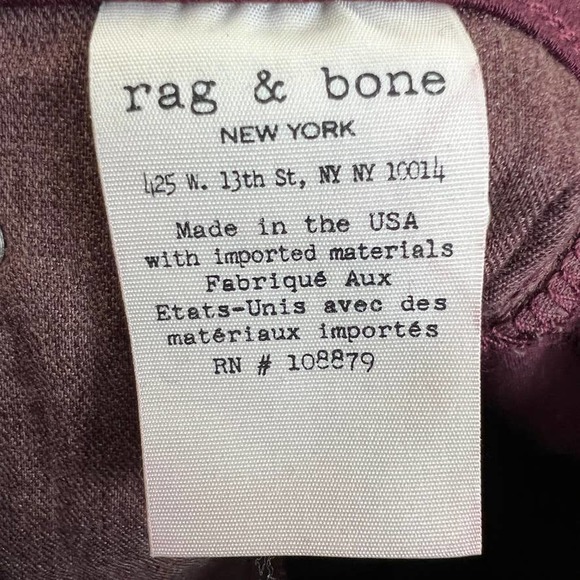 rag & bone
NEW YORK
425 W. 13th St, NY NY 10014
Made in the USA
with imported materials
Fabriqué Aux
Etats-Unis avec des
matériaux importés
RN # 108879